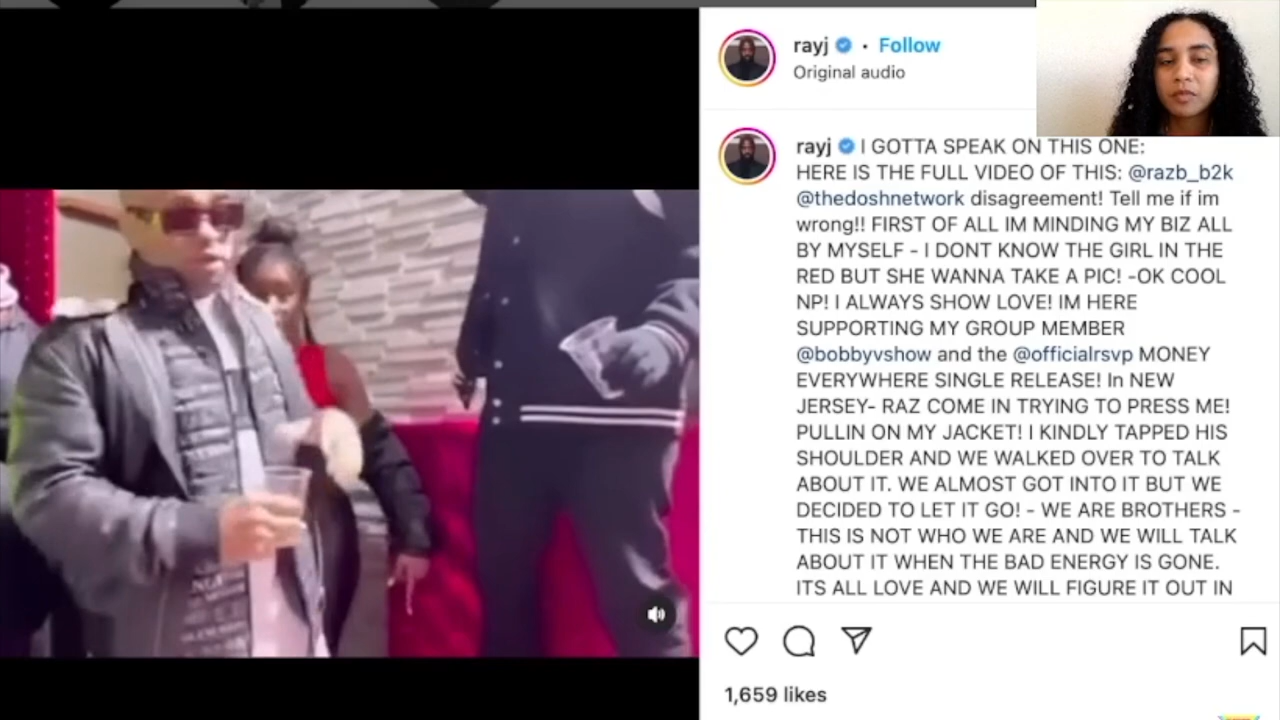 rayj • Follow
Original audio
rayj I GOTTA SPEAK ON THIS ONE:
HERE IS THE FULL VIDEO OF THIS: @razb_b2k
@thedoshnetwork disagreement! Tell me if im
wrong!! FIRST OF ALL IM MINDING MY BIZ ALL
BY MYSELF - I DONT KNOW THE GIRL IN THE
RED BUT SHE WANNA TAKE A PIC! -OK COOL
NP! I ALWAYS SHOW LOVE! IM HERE
SUPPORTING MY GROUP MEMBER
@bobbyvshow and the @officialrsvp MONEY
EVERYWHERE SINGLE RELEASE! In NEW
JERSEY- RAZ COME IN TRYING TO PRESS ME!
PULLIN ON MY JACKET! I KINDLY TAPPED HIS
SHOULDER AND WE WALKED OVER TO TALK
ABOUT IT. WE ALMOST GOT INTO IT BUT WE
DECIDED TO LET IT GO! - WE ARE BROTHERS -
THIS IS NOT WHO WE ARE AND WE WILL TALK
ABOUT IT WHEN THE BAD ENERGY IS GONE.
ITS ALL LOVE AND WE WILL FIGURE IT OUT IN
1,659 likes